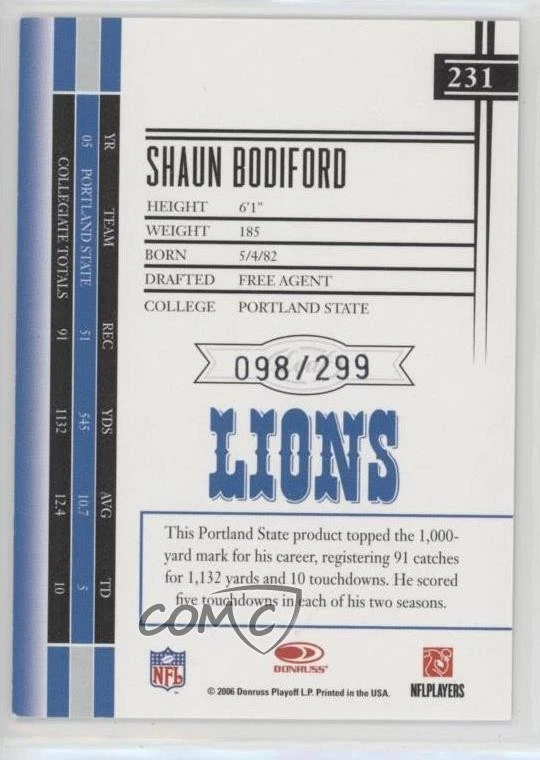 231
SHAUN BODIFORD
HEIGHT 6'1"
WEIGHT 185
BORN 5/4/82
DRAFTED FREE AGENT
COLLEGE PORTLAND STATE
098/299
LIONS
This Portland State product topped the 1,000-
yard mark for his career, registering 91 catches
for 1,132 yards and 10 touchdowns. He scored
five touchdowns in each of his two seasons.
YR TEAM REC YDS AVG TD
05 PORTLAND STATE 51 545 10.7 5
COLLEGIATE TOTALS 91 1132 12.4 10
COMC
NFL
DONRUSS
NFLPLAYERS
© 2006 Donruss Playoff L.P. Printed in the USA.